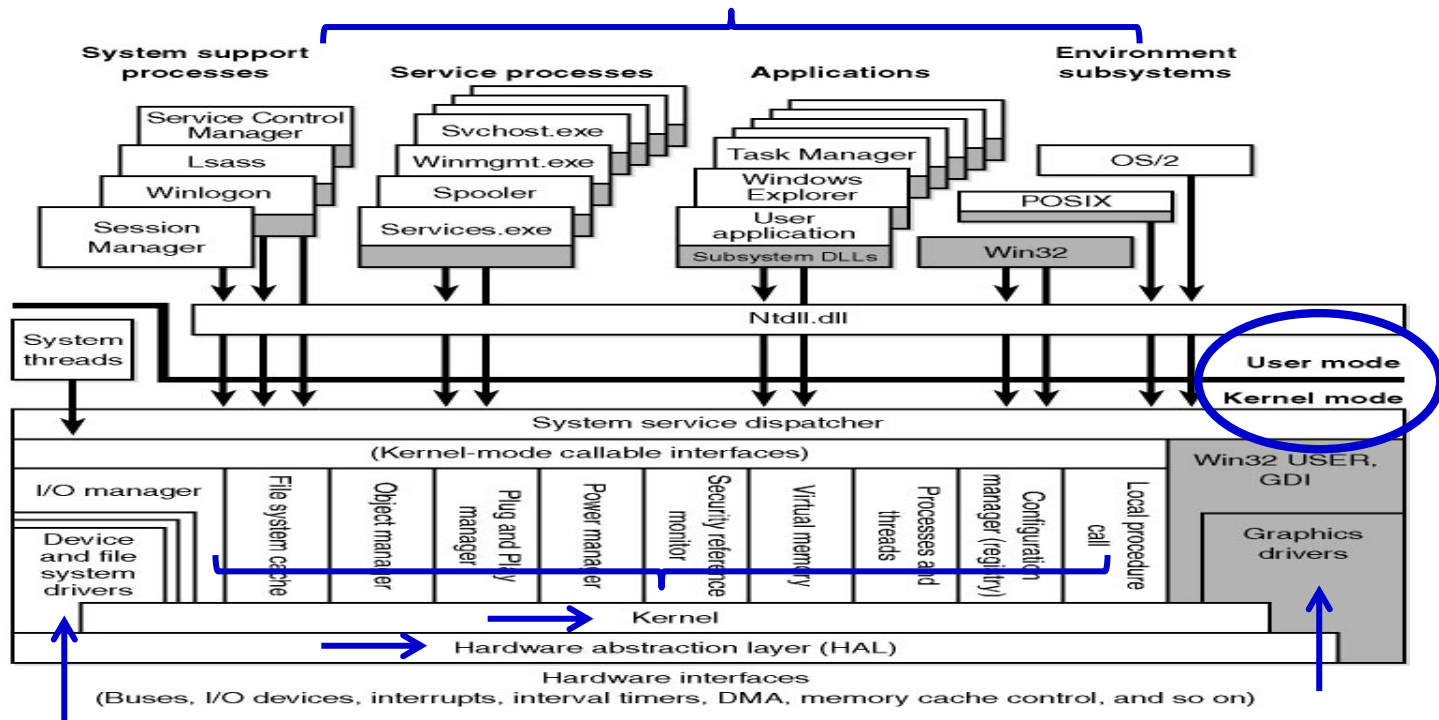 System support
processes
Service processes
Applications
Environment
subsystems
Service Control
Manager
Lsass
Winlogon
Session
Manager
Svchost.exe
Winmgmt.exe
Spooler
Services.exe
Task Manager
Windows
Explorer
User
application
Subsystem DLLs
OS/2
POSIX
Win32
Ntdll.dll
System
threads
User mode
Kernel mode
System service dispatcher
(Kernel-mode callable interfaces)
Win32 USER,
GDI
I/O manager
Device
and file
system
drivers
File system cache
Object manager
Plug and Play
manager
Power manager
Security reference
monitor
Virtual memory
Processes and
threads
Configuration
manager (registry)
Local procedure
call
Graphics
drivers
Kernel
Hardware abstraction layer (HAL)
Hardware interfaces
(Buses, I/O devices, interrupts, interval timers, DMA, memory cache control, and so on)